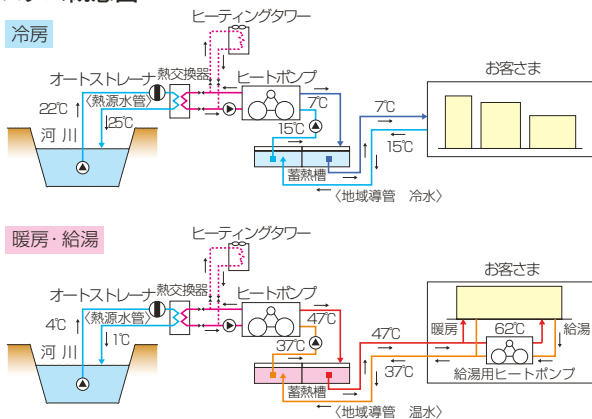 冷房
ヒーティングタワー
オートストレーナ
熱交換器
ヒートポンプ
お客さま
22℃
〈熱源水管〉
7℃
7℃
25℃
15℃
15℃
河川
蓄熱槽
〈地域導管 冷水〉
暖房・給湯
ヒーティングタワー
オートストレーナ
熱交換器
ヒートポンプ
お客さま
4℃
〈熱源水管〉
47℃
47℃
暖房
62℃
給湯
1℃
37℃
37℃
河川
給湯用ヒートポンプ
蓄熱槽
〈地域導管 温水〉